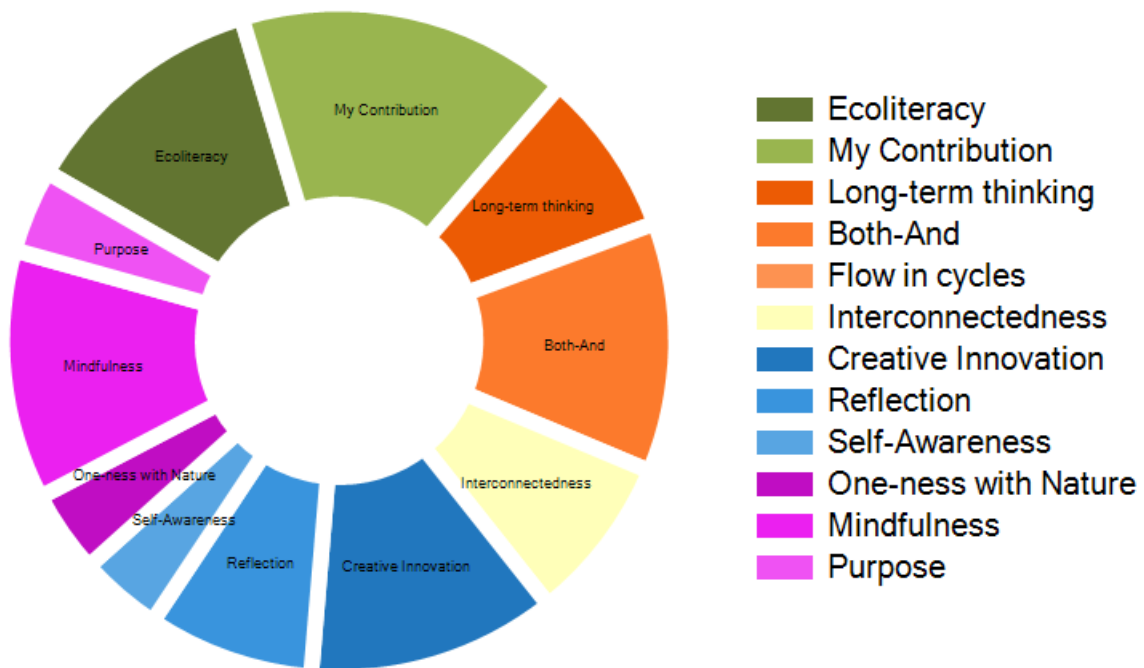 My Contribution
Ecoliteracy
Long-term thinking
Purpose
Both-And
Mindfulness
One-ness with Nature
Interconnectedness
Self-Awareness
Reflection
Creative Innovation
Ecoliteracy
My Contribution
Long-term thinking
Both-And
Flow in cycles
Interconnectedness
Creative Innovation
Reflection
Self-Awareness
One-ness with Nature
Mindfulness
Purpose